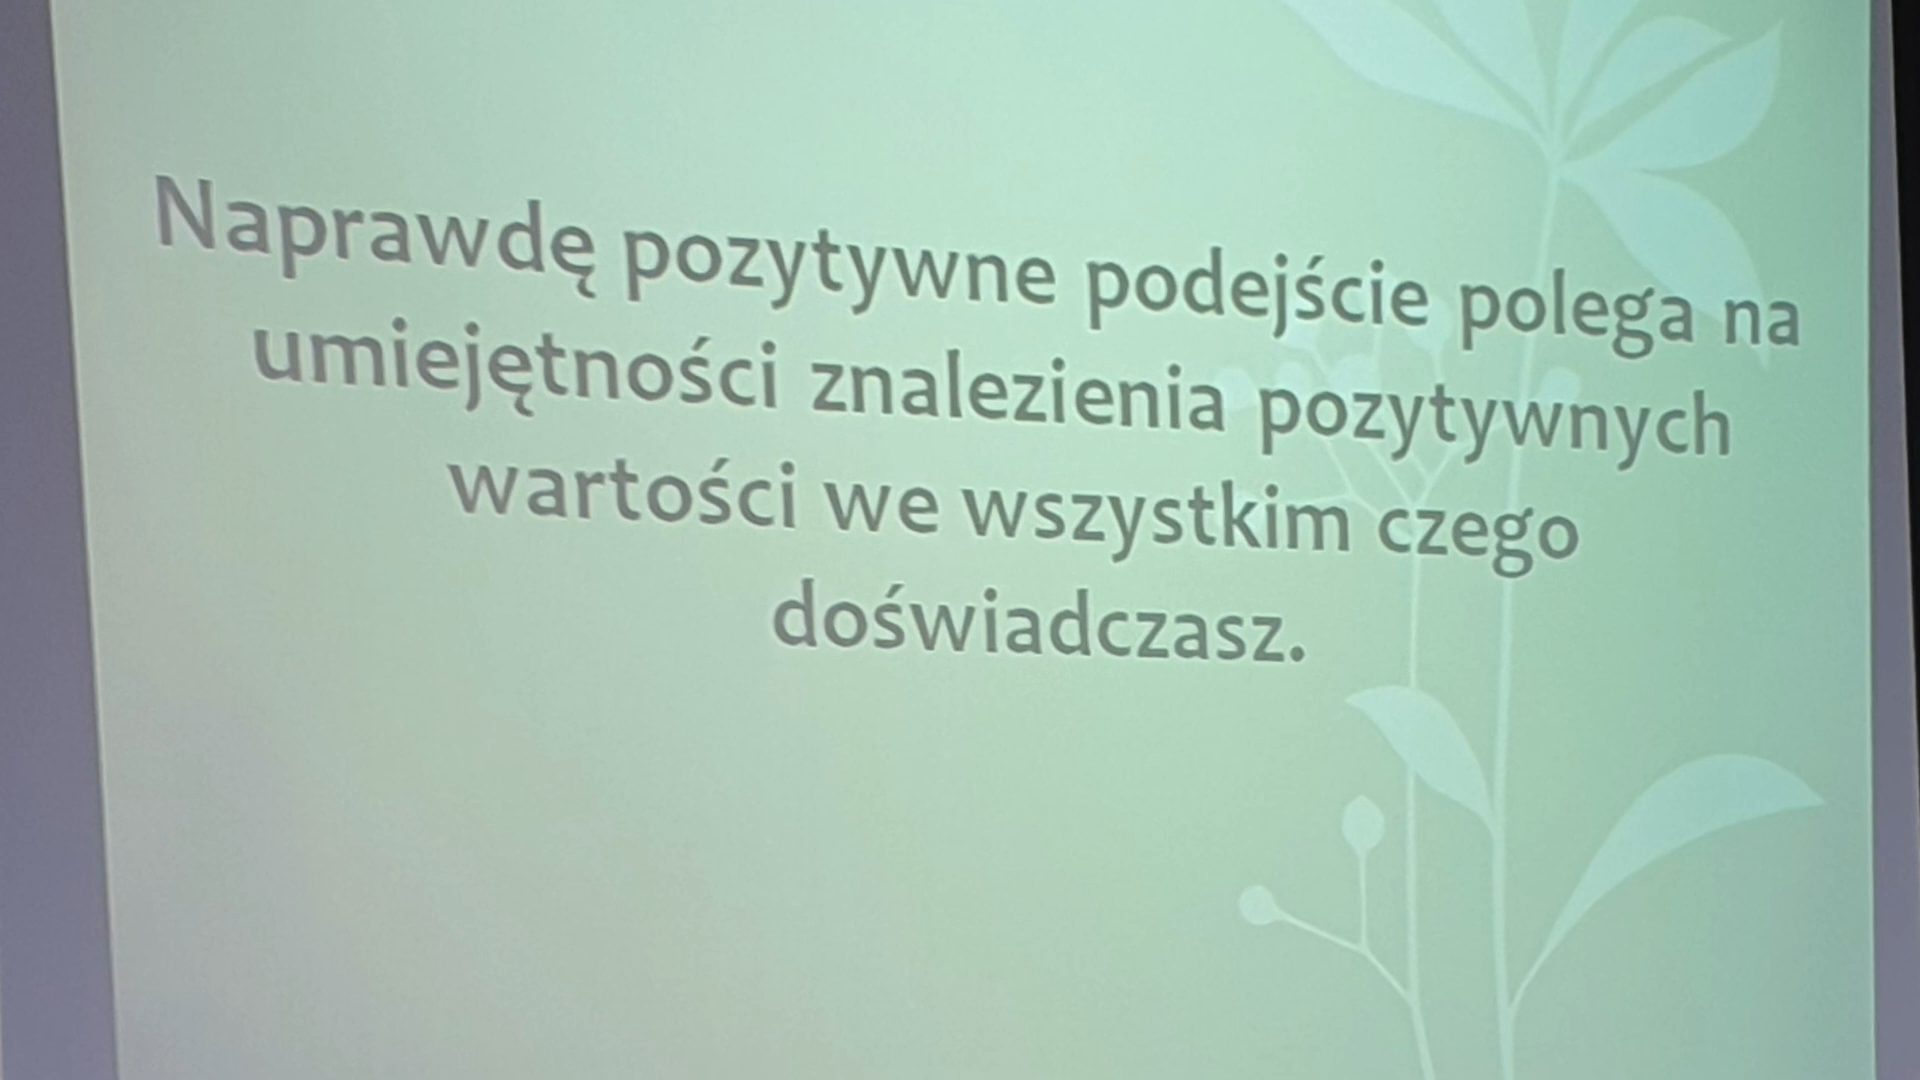 Naprawdę pozytywne podejście polega na
umiejętności znalezienia pozytywnych
wartości we wszystkim czego
doświadczasz.